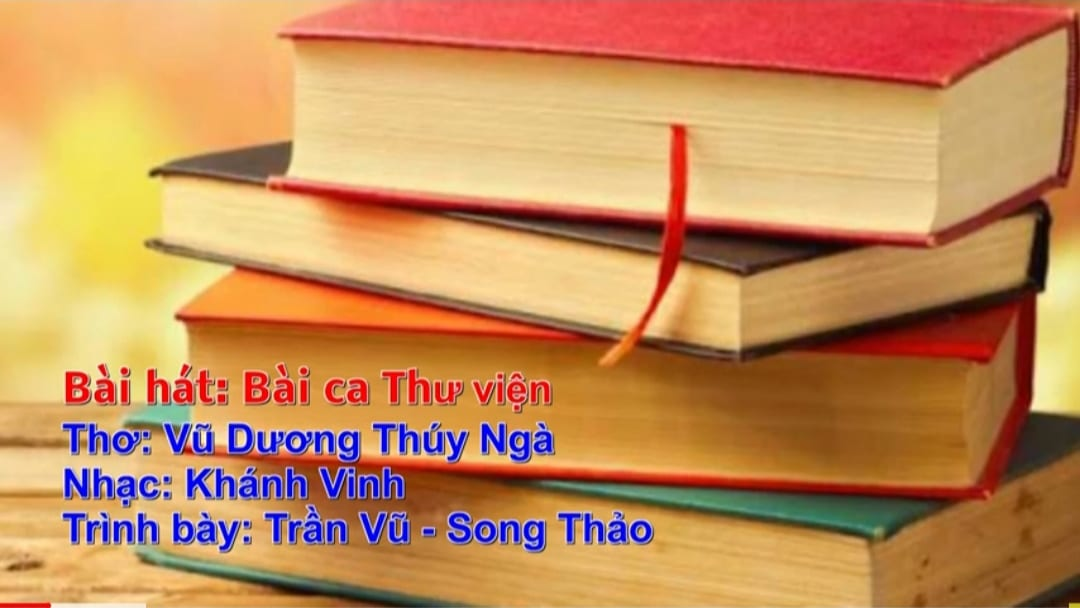 Bài hát: Bài ca Thư viện
Thơ: Vũ Dương Thúy Ngà
Nhạc: Khánh Vinh
Trình bày: Trần Vũ - Song Thảo